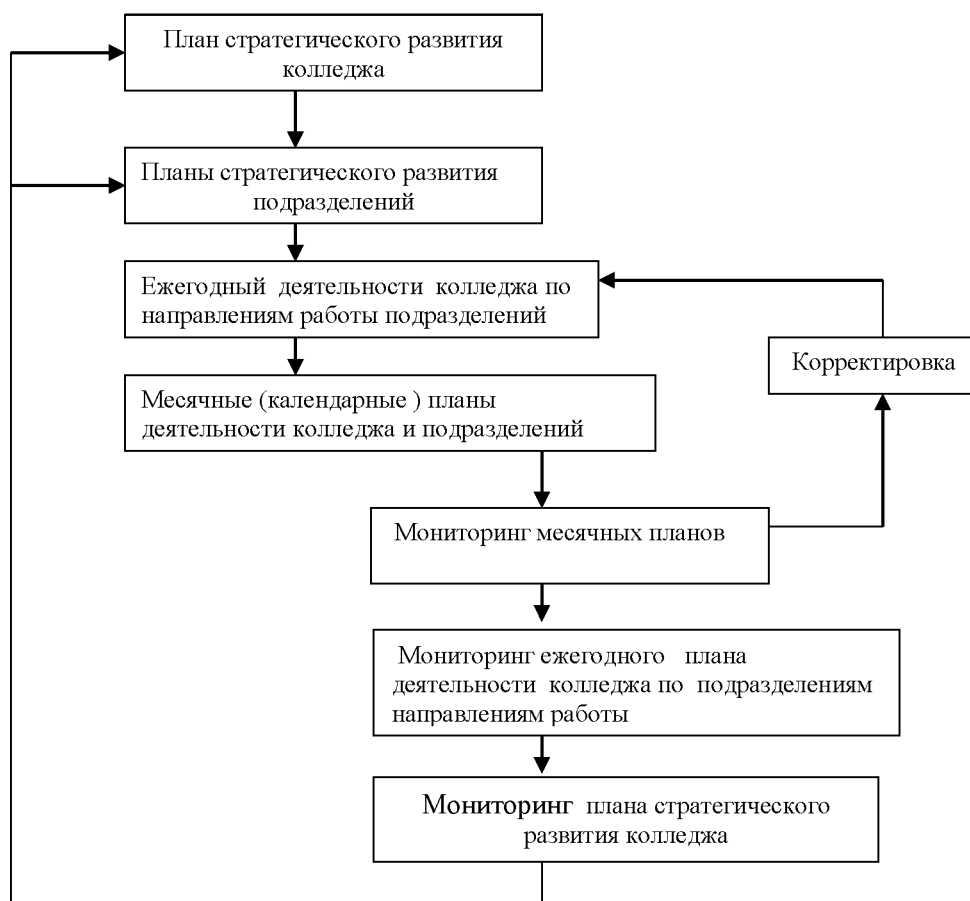 План стратегического развития
колледжа
Планы стратегического развития
подразделений
Ежегодный деятельности колледжа по
направлениям работы подразделений
Корректировка
Месячные (календарные ) планы
деятельности колледжа и подразделений
Мониторинг месячных планов
Мониторинг ежегодного плана
деятельности колледжа по подразделениям
направлениям работы
Мониторинг плана стратегического
развития колледжа